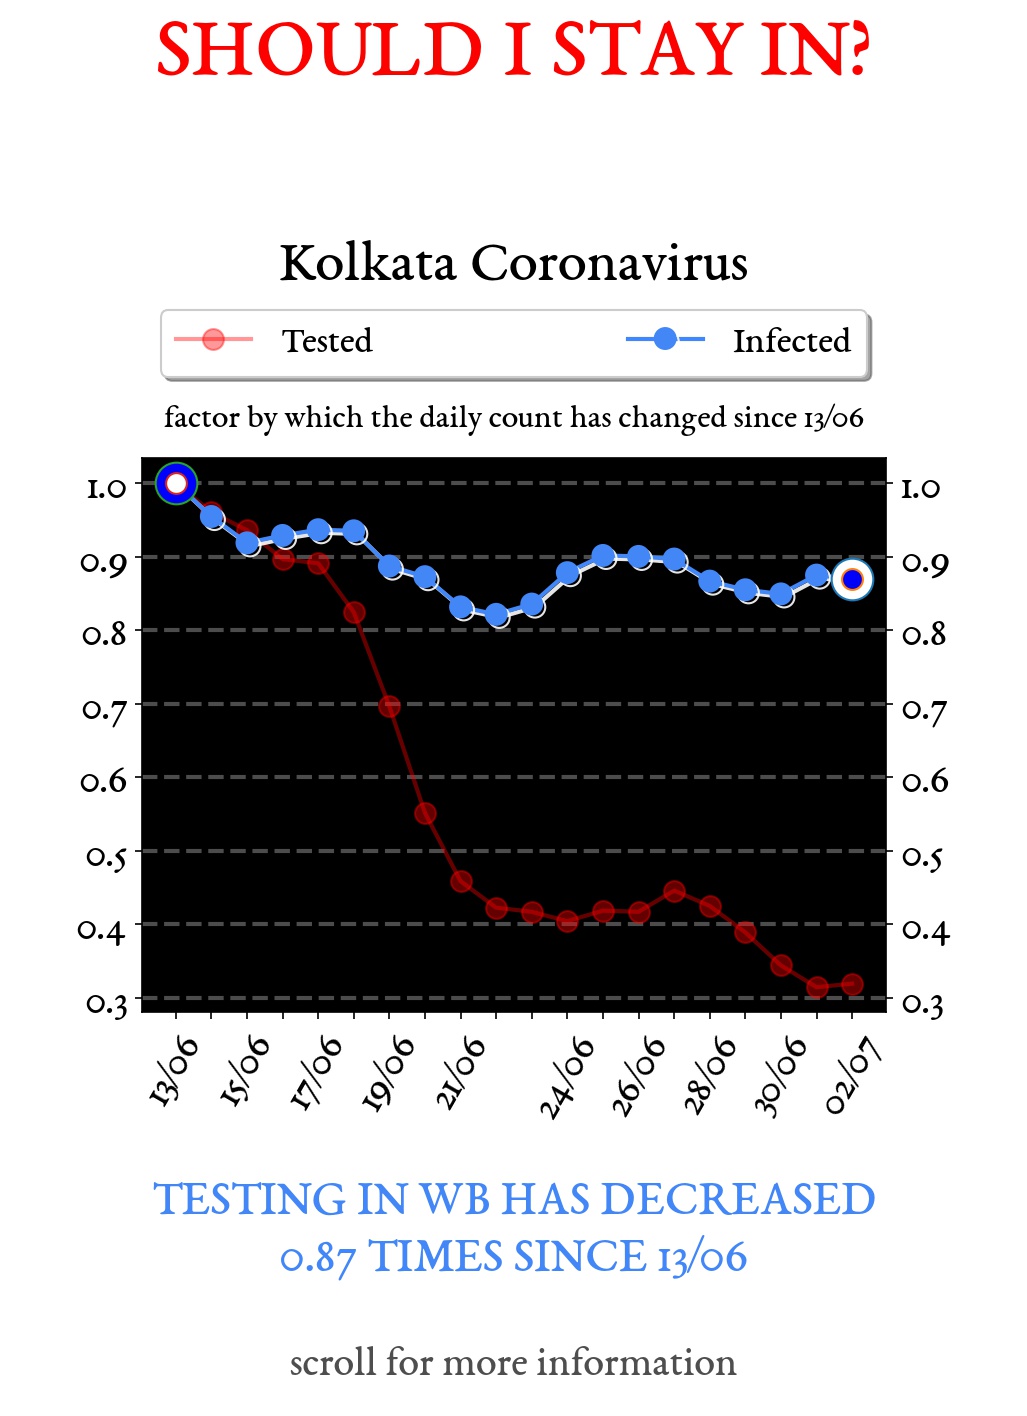 SHOULD I STAY IN?
Kolkata Coronavirus
Tested Infected
factor by which the daily count has changed since 13/06
1.0 1.0
0.9 0.9
0.8 0.8
0.7 0.7
0.6 0.6
0.5 0.5
0.4 0.4
0.3 0.3
13/06 15/06 17/06 19/06 21/06 24/06 26/06 28/06 30/06 02/07
TESTING IN WB HAS DECREASED
0.87 TIMES SINCE 13/06
scroll for more information